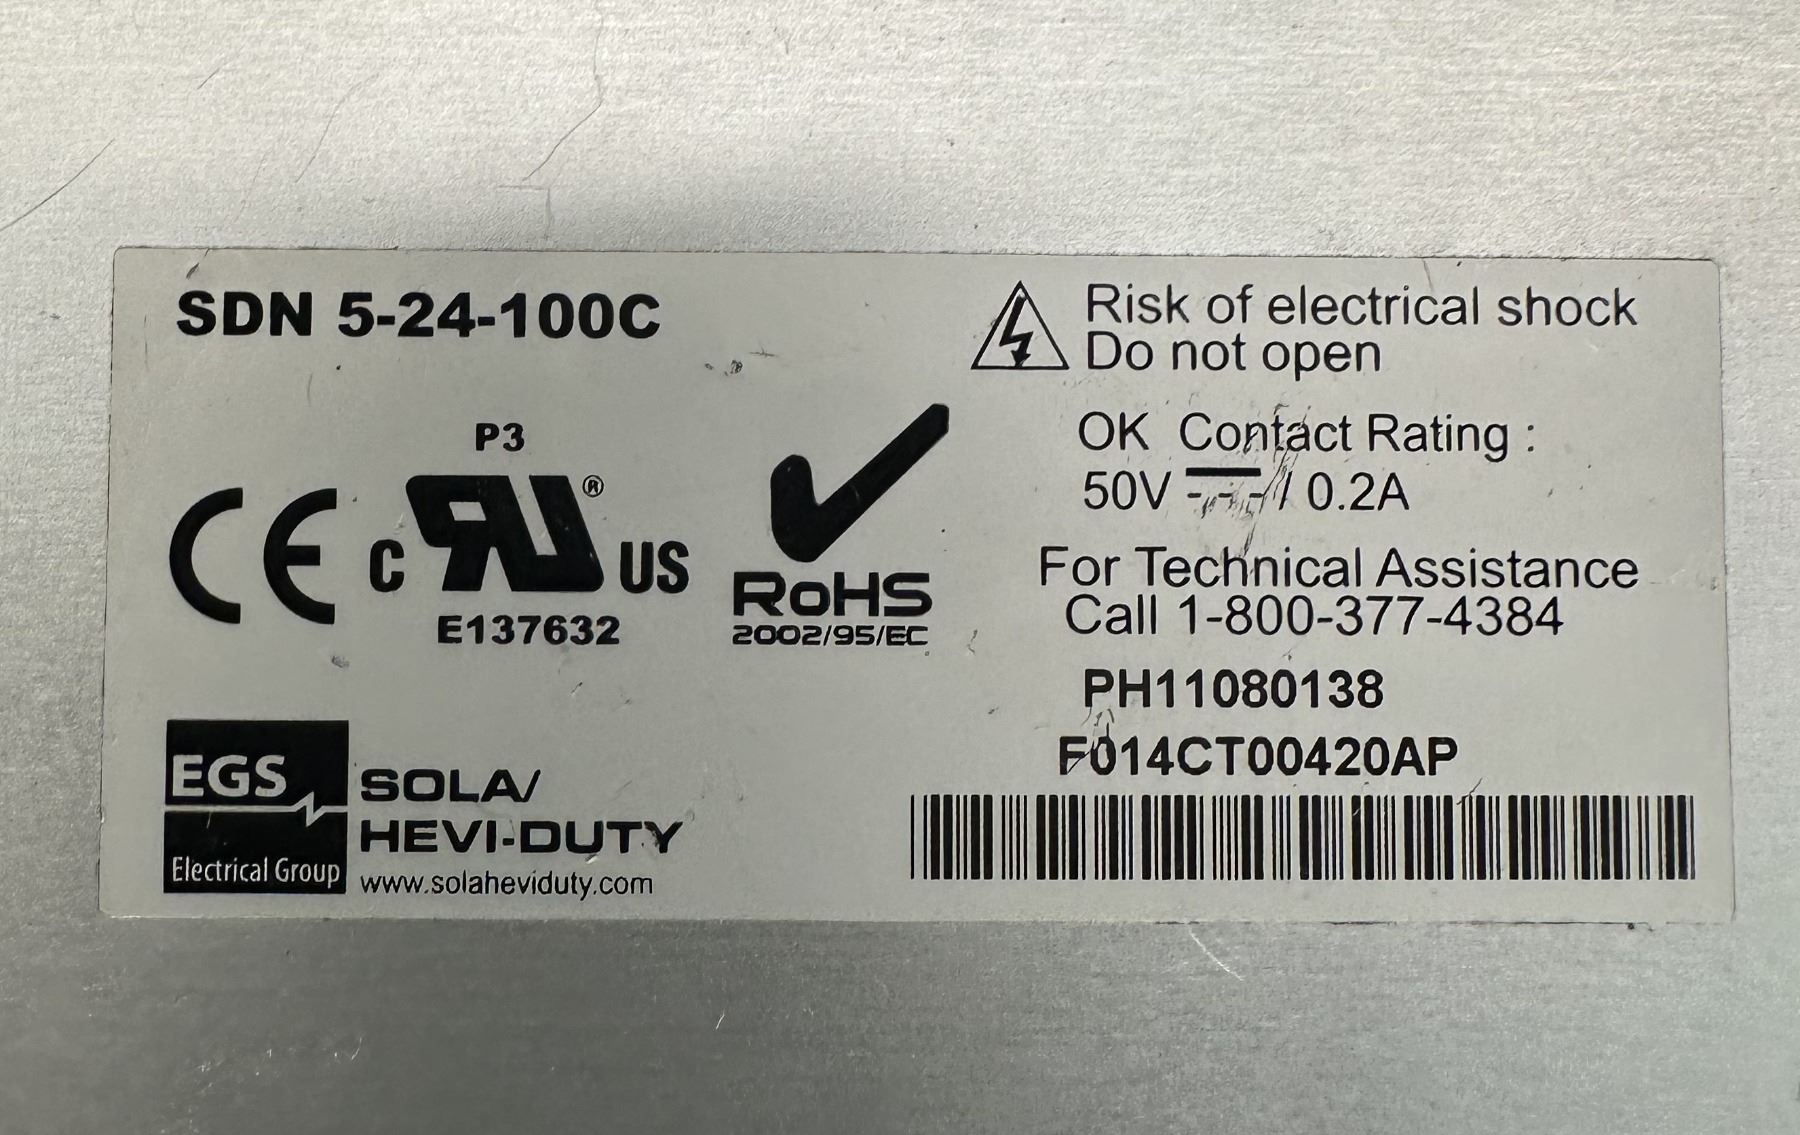 SDN 5-24-100C
Risk of electrical shock
Do not open
P3
CE
C UR® US
E137632
RoHS
2002/95/EC
OK Contact Rating :
50V ⎓ / 0.2A
For Technical Assistance
Call 1-800-377-4384
PH11080138
F014CT00420AP
EGS
Electrical Group
SOLA/
HEVI-DUTY
www.solaheviduty.com